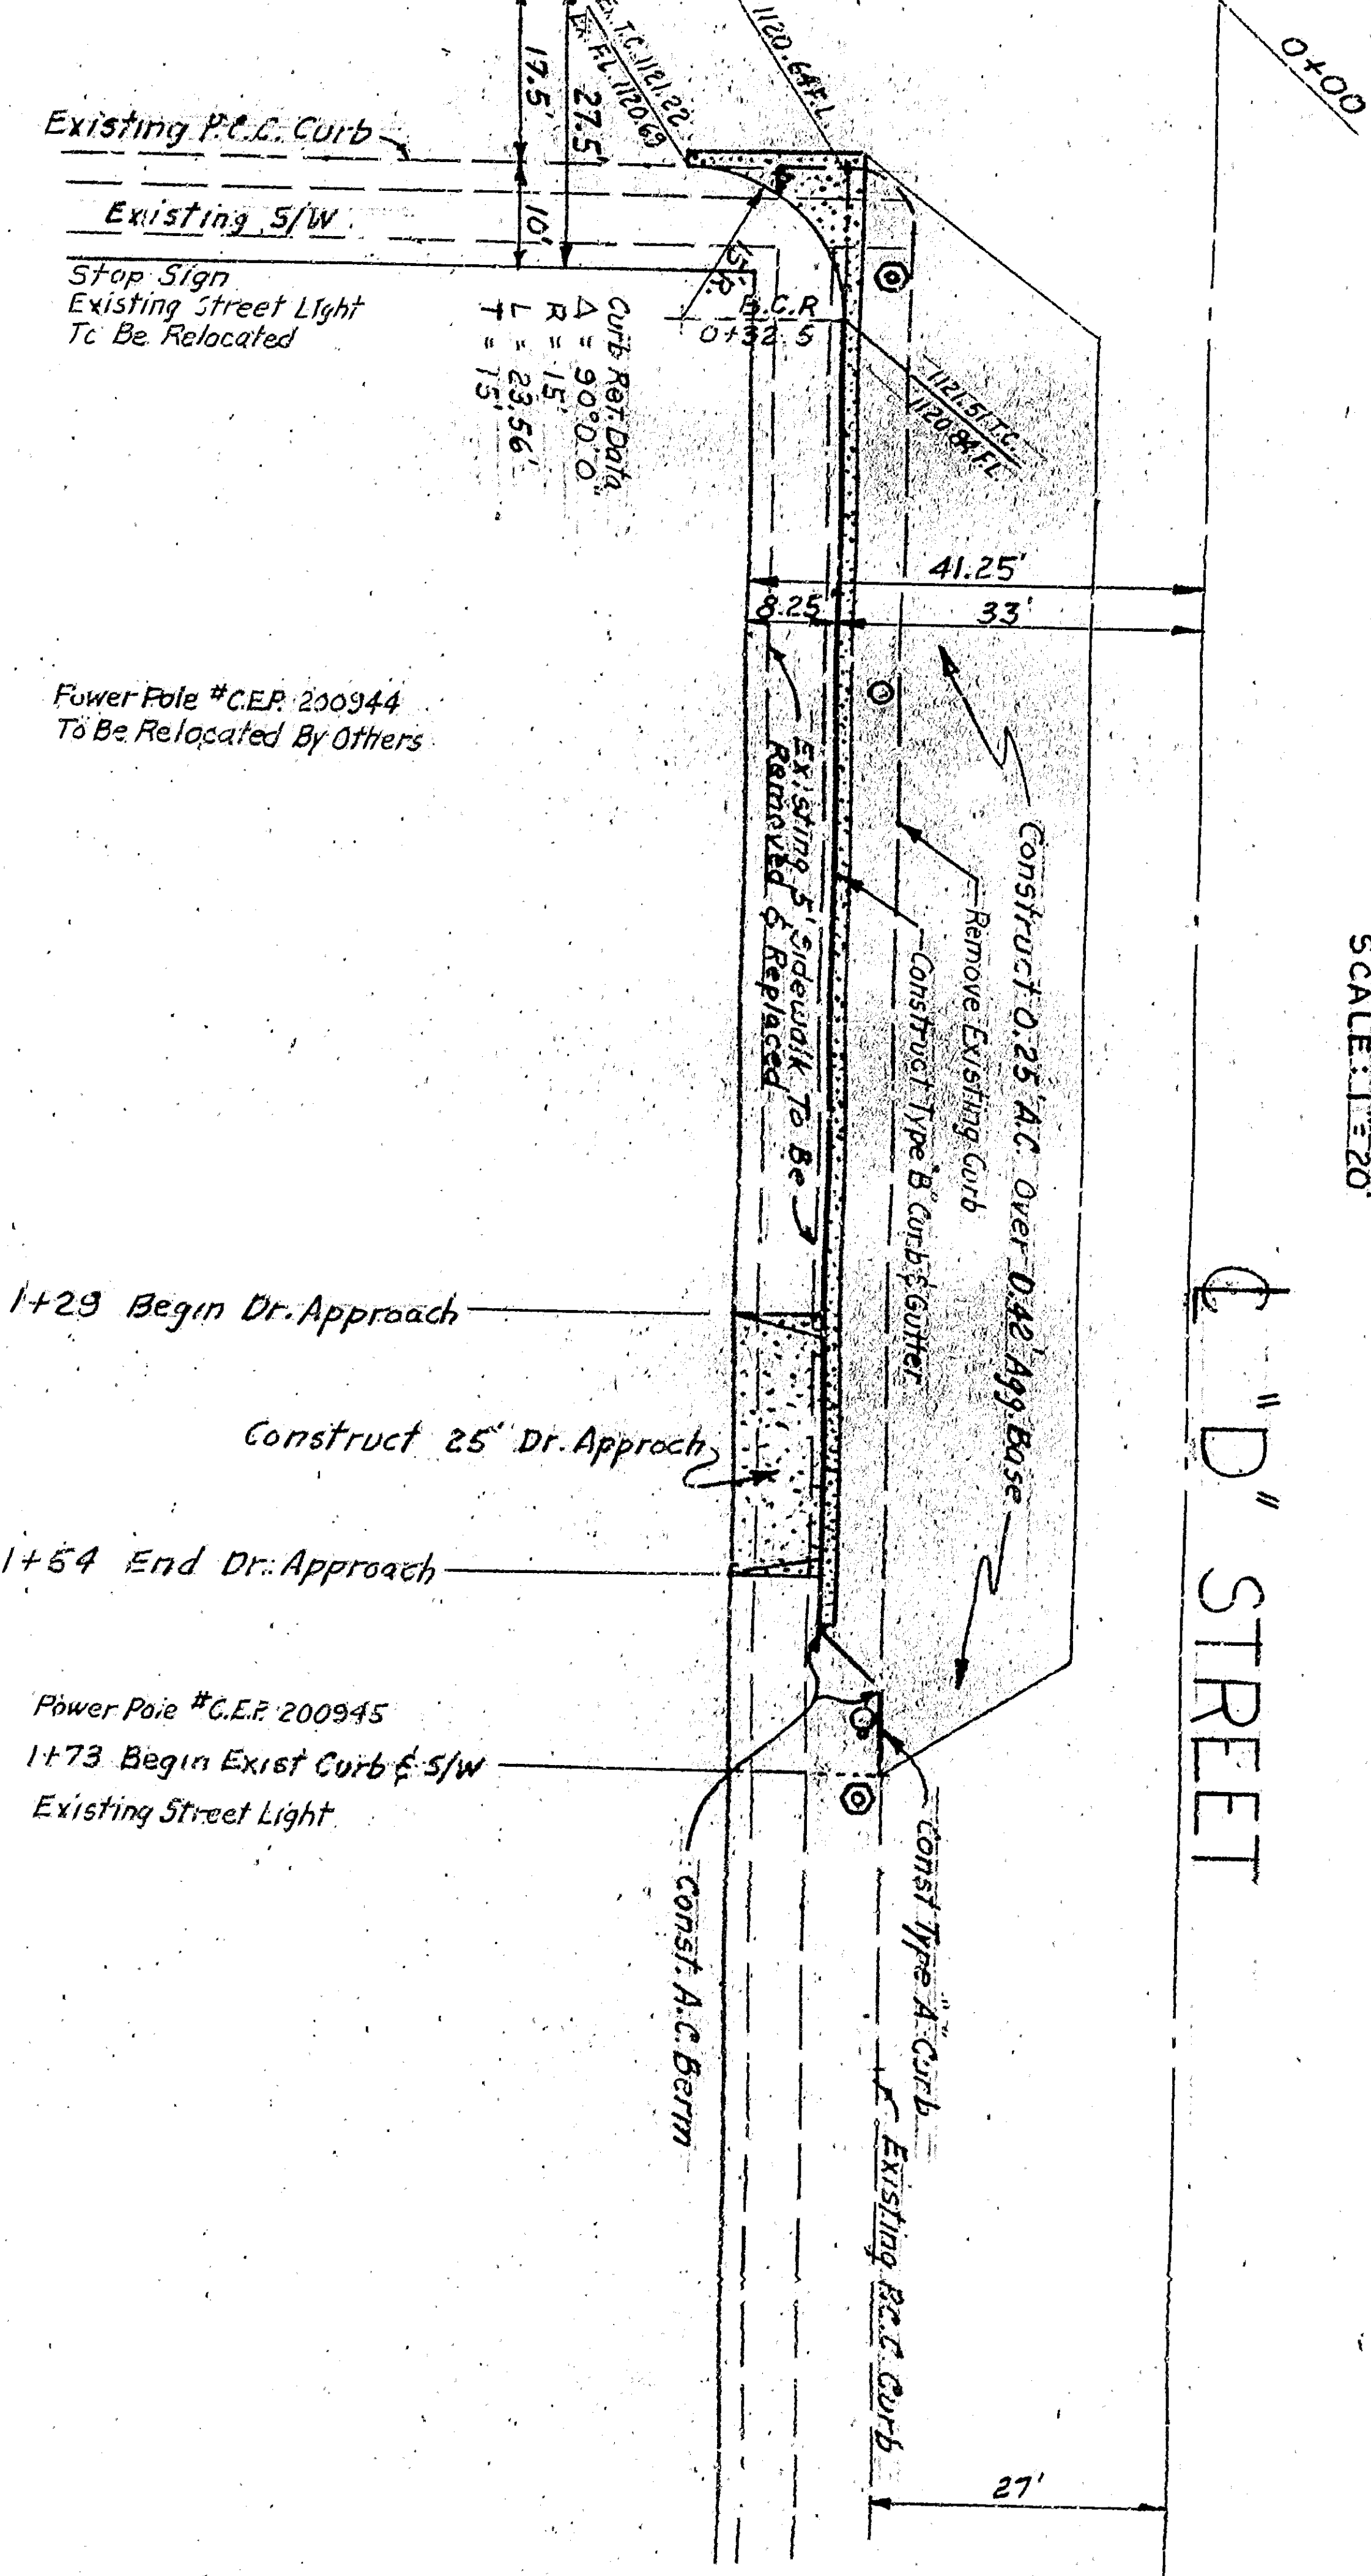 0+00
1120.64 F.L.
Ex. T.C. 1121.22
Ex. F.L. 1120.69
17.5'
27.5'
10'
Existing P.C.C. Curb
Existing S/W
Stop Sign
Existing Street Light
To Be Relocated
15' R.
B.C.R
0+32.5
Curb Ret. Data
Δ = 90°0'0"
R = 15'
L = 23.56'
T = 15'
1121.51 T.C.
1120.84 F.L.
41.25'
8.25
33'
Power Pole #C.E.P. 200944
To Be Relocated By Others
Existing 5' Sidewalk To Be
Removed & Replaced
Construct 0.25' A.C. Over 0.42' Agg. Base
Remove Existing Curb
Construct Type "B" Curb & Gutter
SCALE: 1"=20'
℄ "D" STREET
1+29 Begin Dr. Approach
Construct 25' Dr. Approch
1+54 End Dr. Approach
Power Pole #C.E.P. 200945
1+73 Begin Exist Curb & S/W
Existing Street Light
Const. A.C. Berm
Const Type "A" Curb
Existing P.C.C. Curb
27'